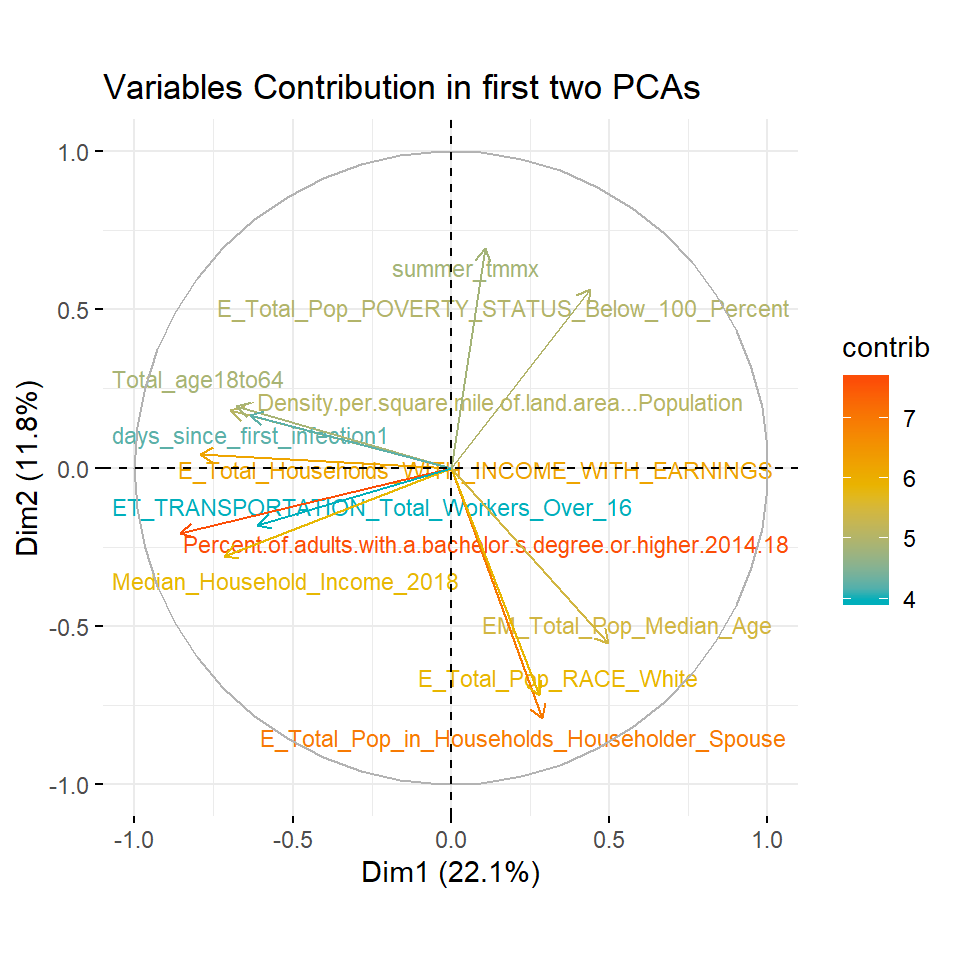 Variables Contribution in first two PCAs
1.0
0.5
0.0
-0.5
-1.0
Dim2 (11.8%)
summer_tmmx
E_Total_Pop_POVERTY_STATUS_Below_100_Percent
Total_age18to64
Density.per.square.mile.of.land.area...Population
days_since_first_infection1
E_Total_Households_WITH_INCOME_WITH_EARNINGS
ET_TRANSPORTATION_Total_Workers_Over_16
Percent.of.adults.with.a.bachelor.s.degree.or.higher.2014.18
Median_Household_Income_2018
EM_Total_Pop_Median_Age
E_Total_Pop_RACE_White
E_Total_Pop_in_Households_Householder_Spouse
-1.0 -0.5 0.0 0.5 1.0
Dim1 (22.1%)
contrib
7
6
5
4